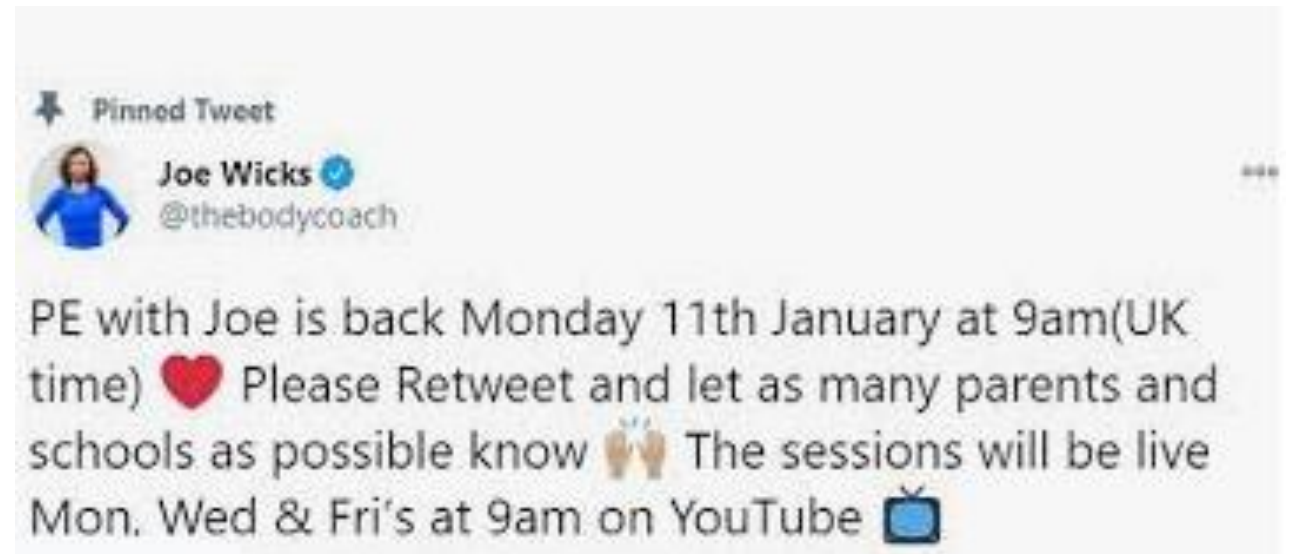 Pinned Tweet
Joe Wicks
@thebodycoach
PE with Joe is back Monday 11th January at 9am(UK
time) ❤️ Please Retweet and let as many parents and
schools as possible know 🙌🏼 The sessions will be live
Mon. Wed & Fri's at 9am on YouTube 📺